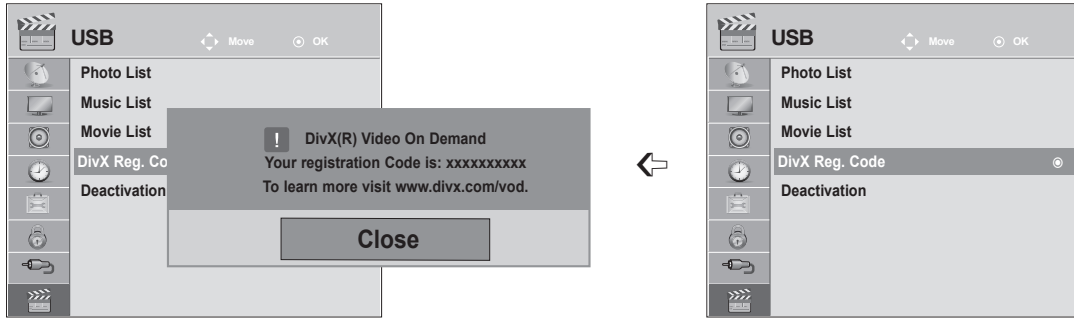 USB
Move
OK
Photo List
Music List
Movie List
DivX Reg. Co
Deactivation
! DivX(R) Video On Demand
Your registration Code is: xxxxxxxxxx
To learn more visit www.divx.com/vod.
Close
USB
Move
OK
Photo List
Music List
Movie List
DivX Reg. Code
Deactivation